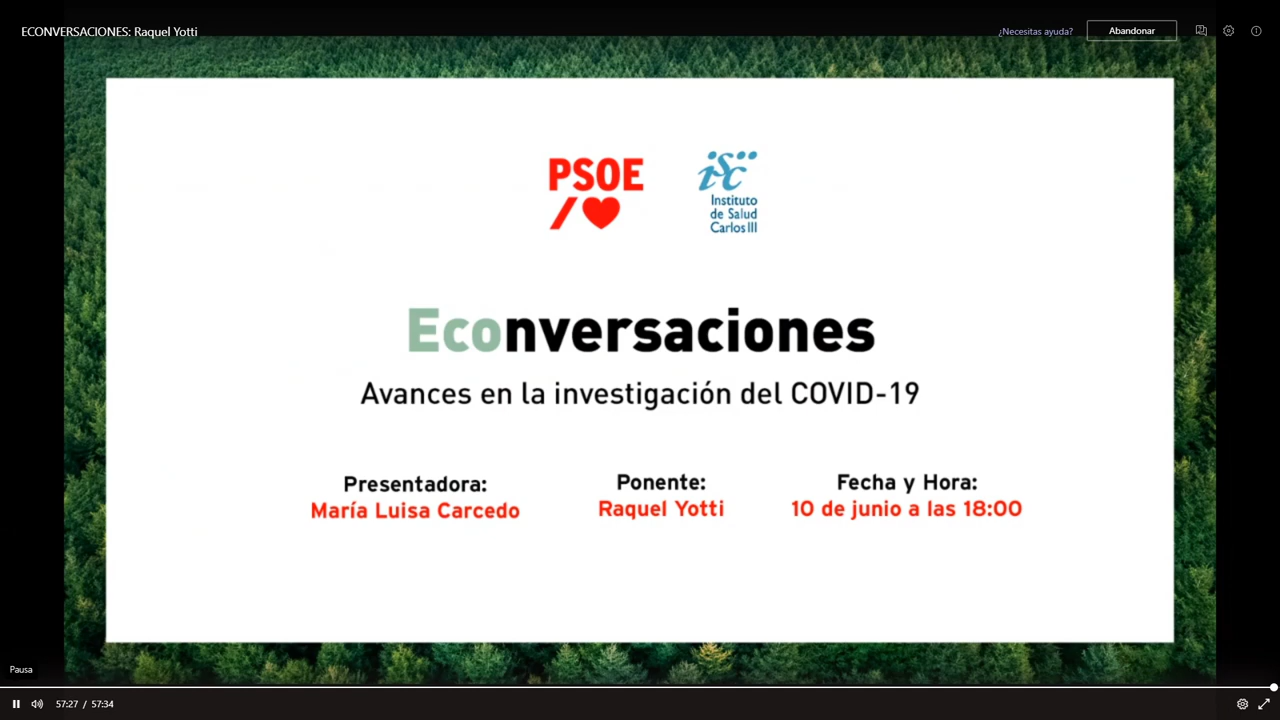 ECONVERSACIONES: Raquel Yotti
¿Necesitas ayuda?
Abandonar
PSOE
isc
Instituto
de Salud
Carlos III
Econversaciones
Avances en la investigación del COVID-19
Presentadora:
María Luisa Carcedo
Ponente:
Raquel Yotti
Fecha y Hora:
10 de junio a las 18:00
Pausa
57:27 / 57:34